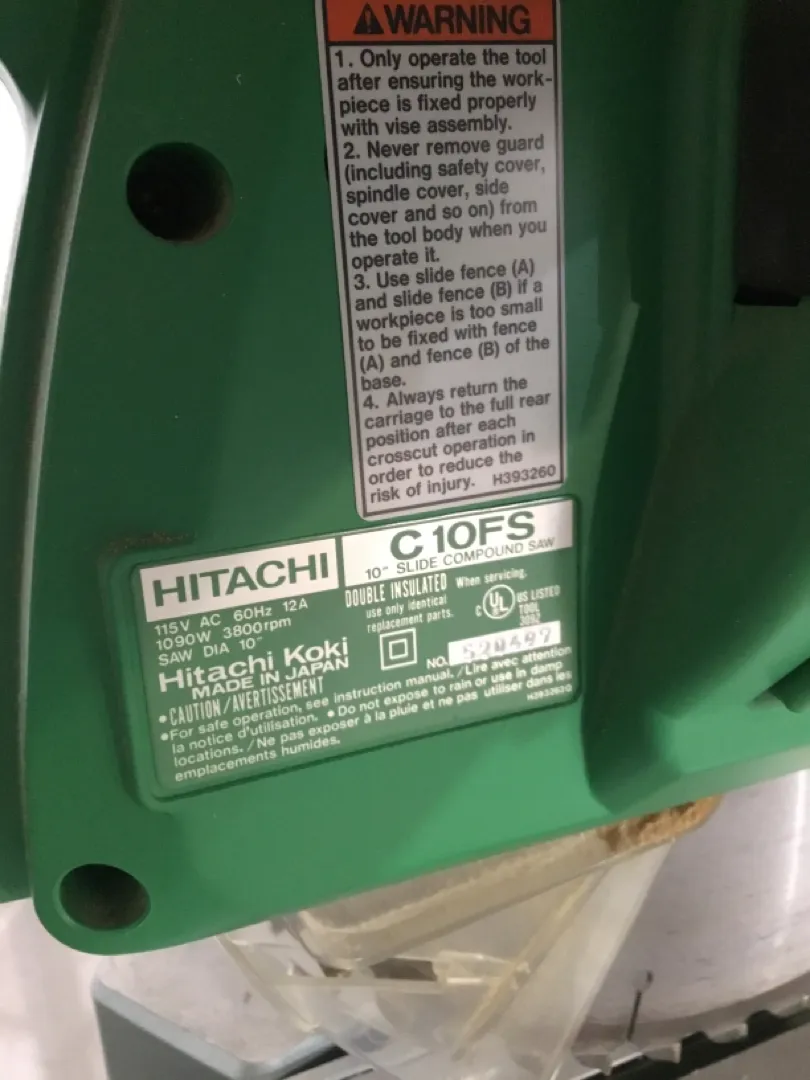 WARNING
1. Only operate the tool
after ensuring the work-
piece is fixed properly
with vise assembly.
2. Never remove guard
(including safety cover,
spindle cover, side
cover and so on) from
the tool body when you
operate it.
3. Use slide fence (A)
and slide fence (B) if a
workpiece is too small
to be fixed with fence
(A) and fence (B) of the
base.
4. Always return the
carriage to the full rear
position after each
crosscut operation in
order to reduce the
risk of injury. H393260
HITACHI
C10FS
10" SLIDE COMPOUND SAW
115V AC 60Hz 12A
1090W 3800rpm
SAW DIA 10"
Hitachi Koki
MADE IN JAPAN
DOUBLE INSULATED When servicing,
use only identical
replacement parts.
C UL US LISTED
TOOL
NO.
• CAUTION/AVERTISSEMENT
•For safe operation, see instruction manual./Lire avec attention
la notice d'utilisation. • Do not expose to rain or use in damp
locations./Ne pas exposer à la pluie et ne pas utiliser dans les
emplacements humides.